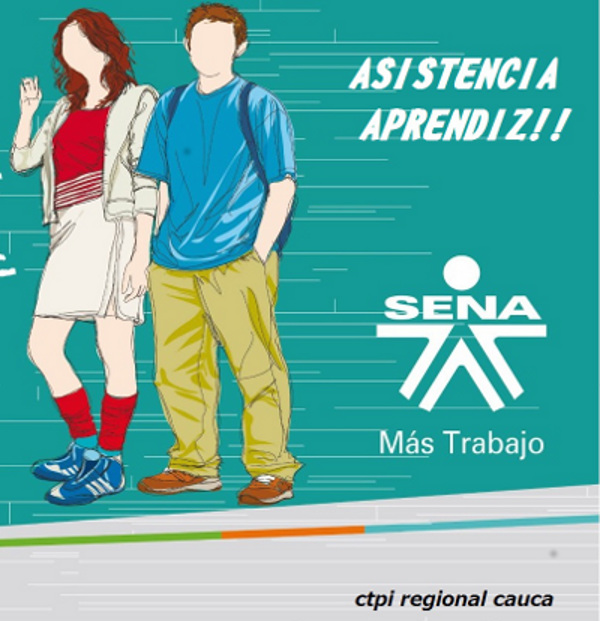 ASISTENCIA
APRENDIZ!!
SENA
Más Trabajo
ctpi regional cauca